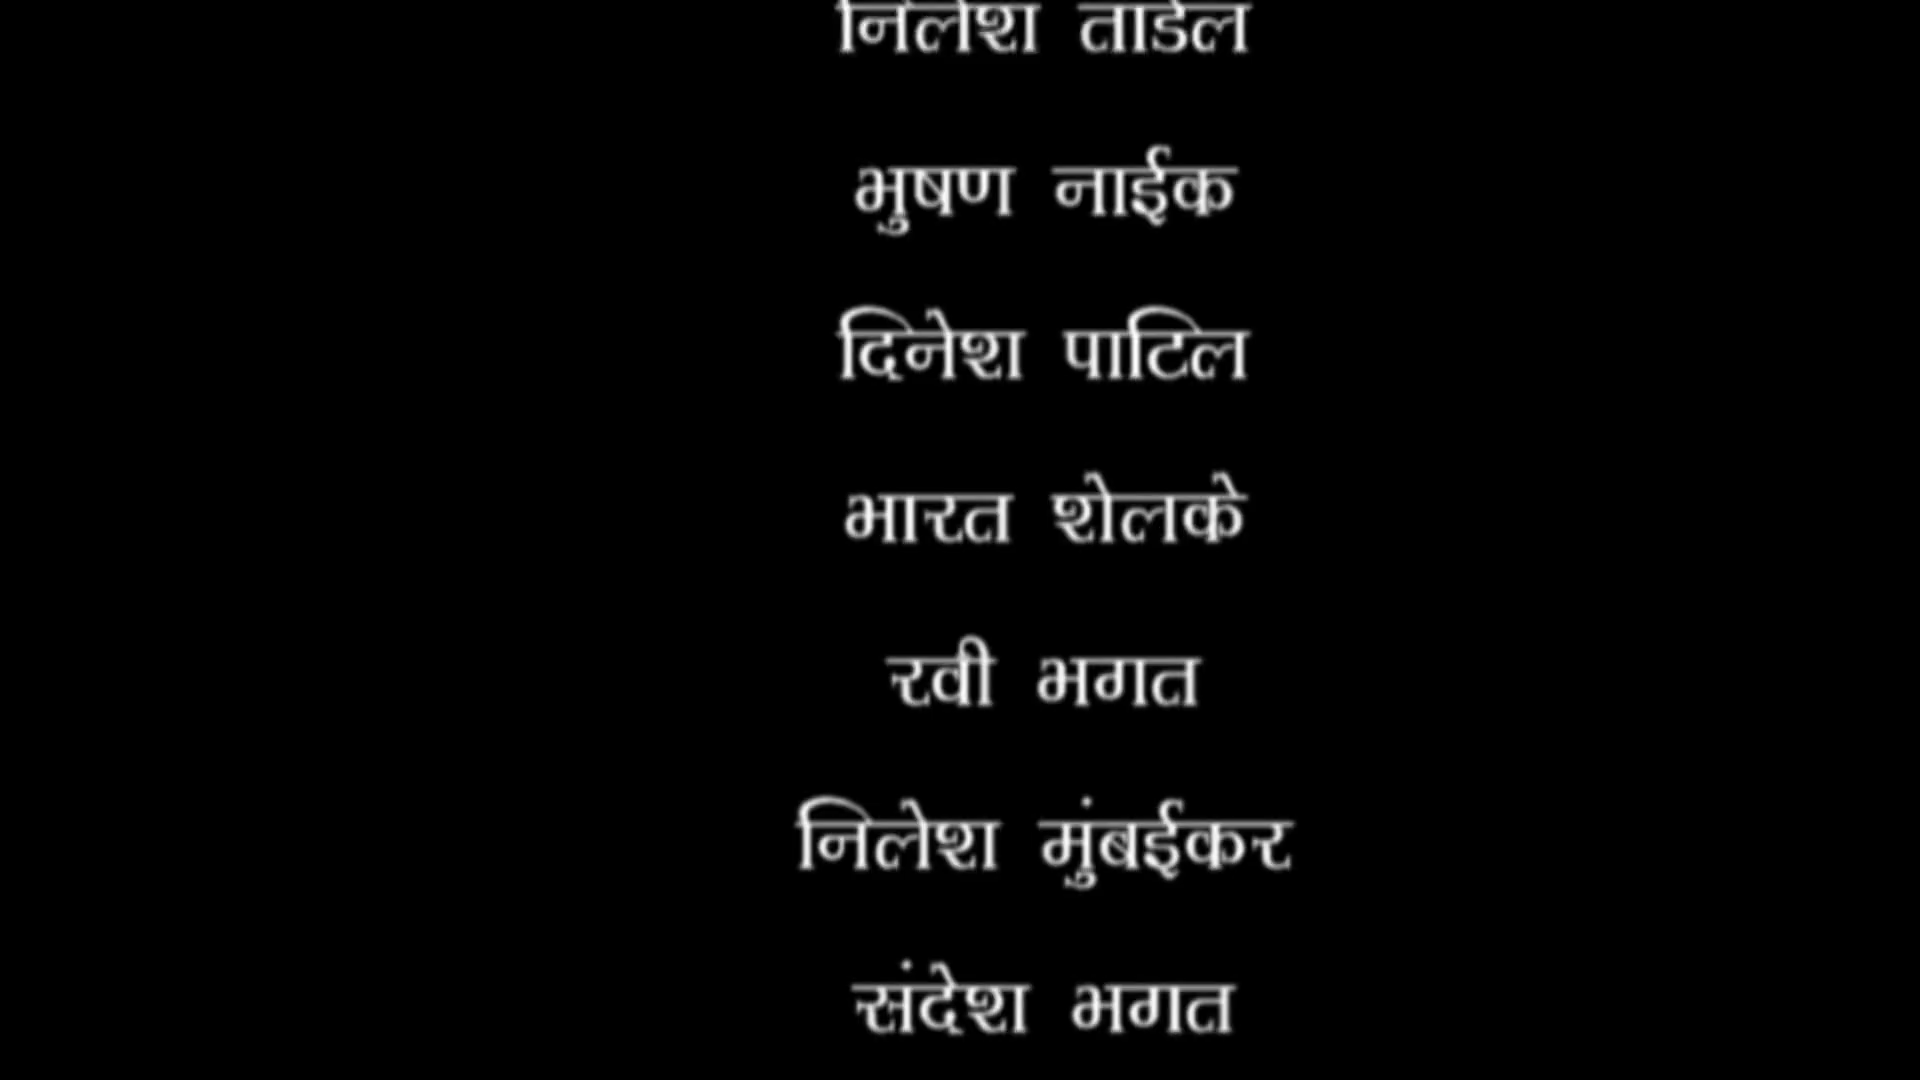 निलेश
भुषण नाईक
दिनेश पाटिल
भारत शेलके
रवी भगत
निलेश मुंबईकर
संदेश भगत